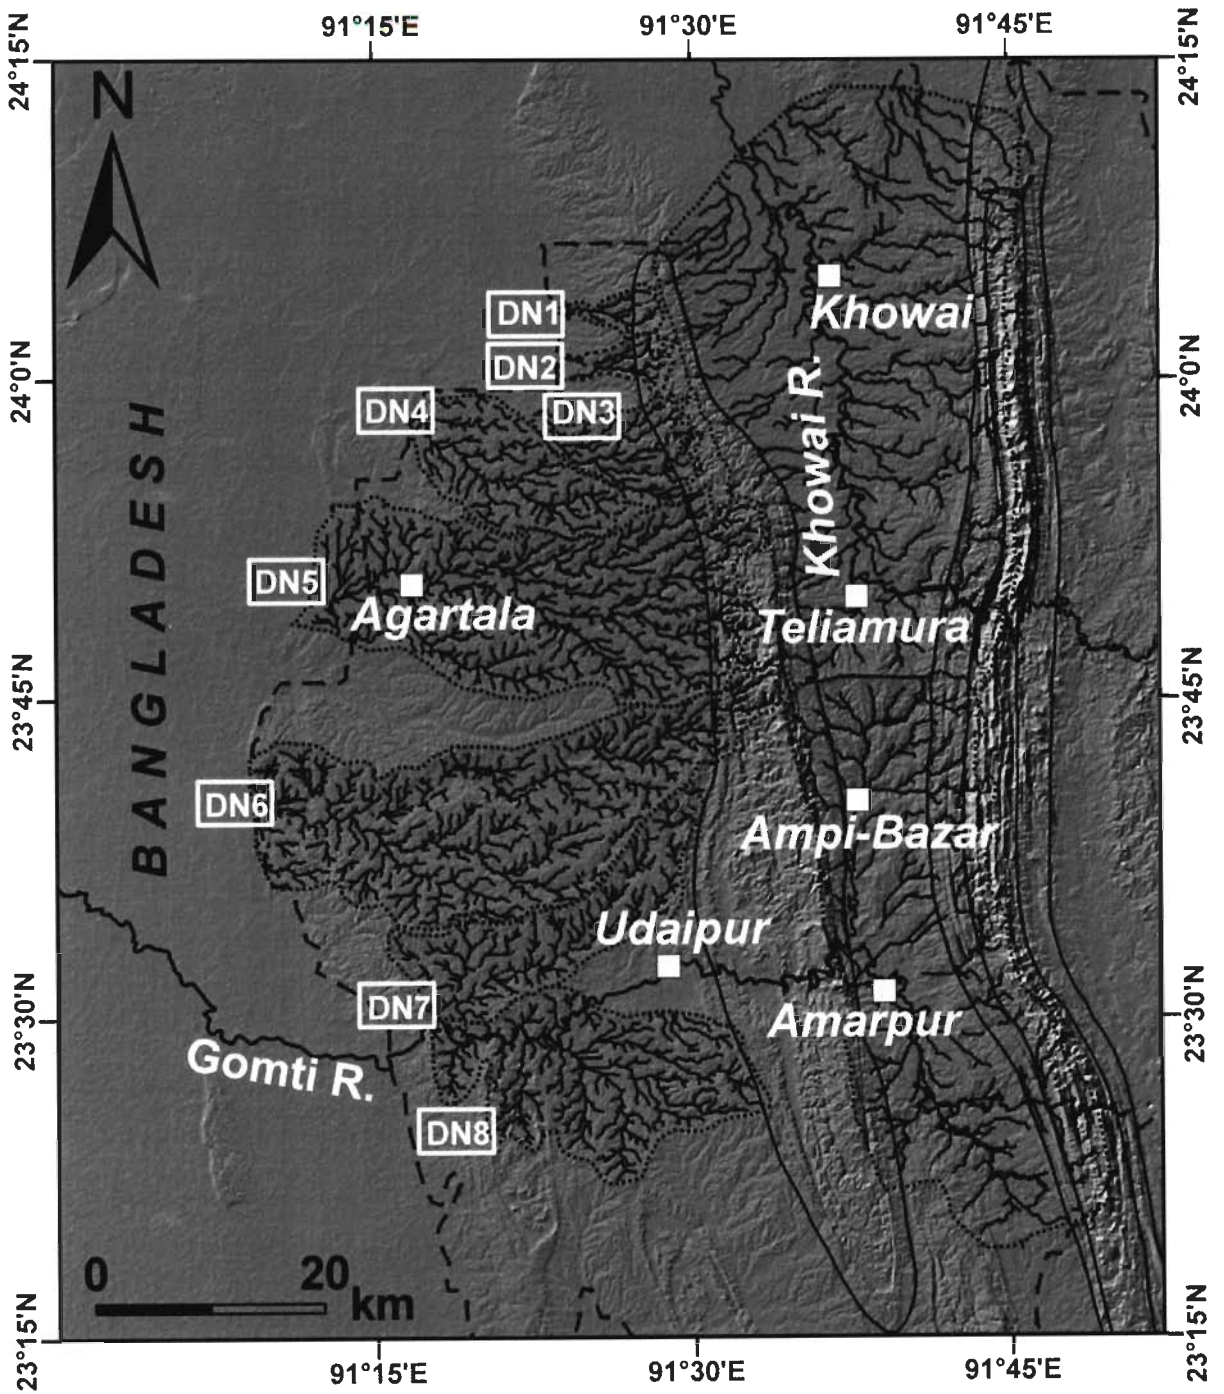 91°15'E 91°30'E 91°45'E
24°15'N 24°15'N
N
DN1
Khowai
DN2
24°0'N 24°0'N
DN4 DN3
Khowai R.
BANGLADESH
DN5
Agartala
Teliamura
23°45'N 23°45'N
DN6
Ampi-Bazar
Udaipur
DN7
Amarpur
23°30'N 23°30'N
Gomti R.
DN8
0 20 km
23°15'N 23°15'N
91°15'E 91°30'E 91°45'E